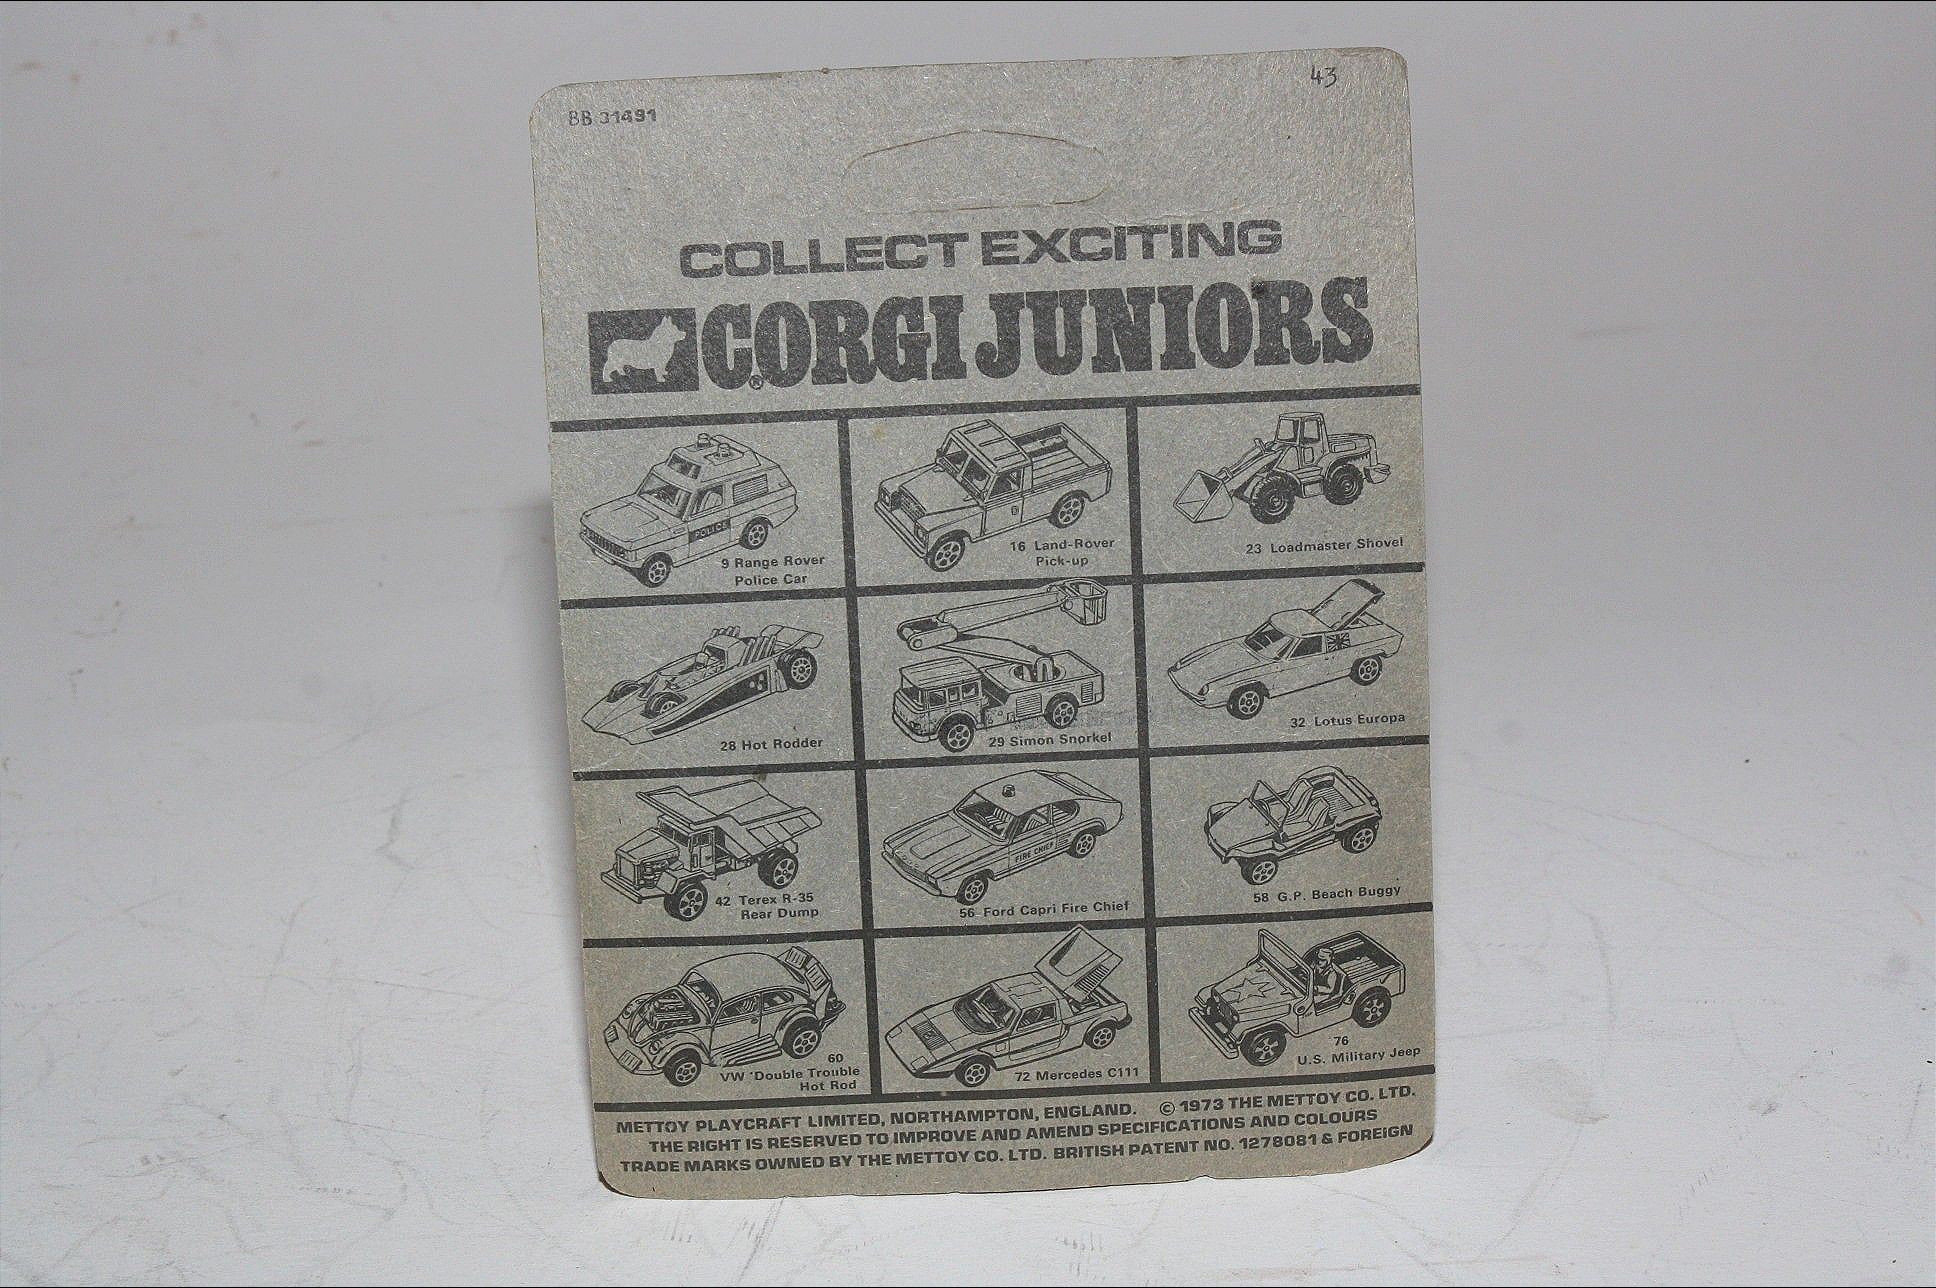 43
BB 31491
COLLECT EXCITING
CORGI JUNIORS
®
POLICE
9 Range Rover
Police Car
16 Land-Rover
Pick-up
23 Loadmaster Shovel
28 Hot Rodder
29 Simon Snorkel
32 Lotus Europa
42 Terex R-35
Rear Dump
FIRE CHIEF
56 Ford Capri Fire Chief
58 G.P. Beach Buggy
60
VW 'Double Trouble
Hot Rod
72 Mercedes C111
76
U.S. Military Jeep
METTOY PLAYCRAFT LIMITED, NORTHAMPTON, ENGLAND. © 1973 THE METTOY CO. LTD.
THE RIGHT IS RESERVED TO IMPROVE AND AMEND SPECIFICATIONS AND COLOURS
TRADE MARKS OWNED BY THE METTOY CO. LTD. BRITISH PATENT NO. 1278081 & FOREIGN